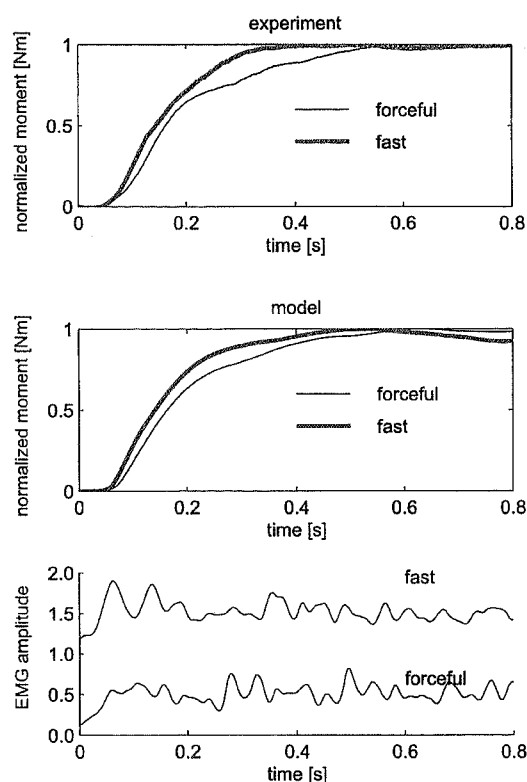 experiment
normalized moment [Nm]
1
0.5
0
forceful
fast
0 0.2 0.4 0.6 0.8
time [s]
model
normalized moment [Nm]
1
0.5
0
forceful
fast
0 0.2 0.4 0.6 0.8
time [s]
EMG amplitude
2.0
1.5
1.0
0.5
0.0
fast
forceful
0 0.2 0.4 0.6 0.8
time [s]